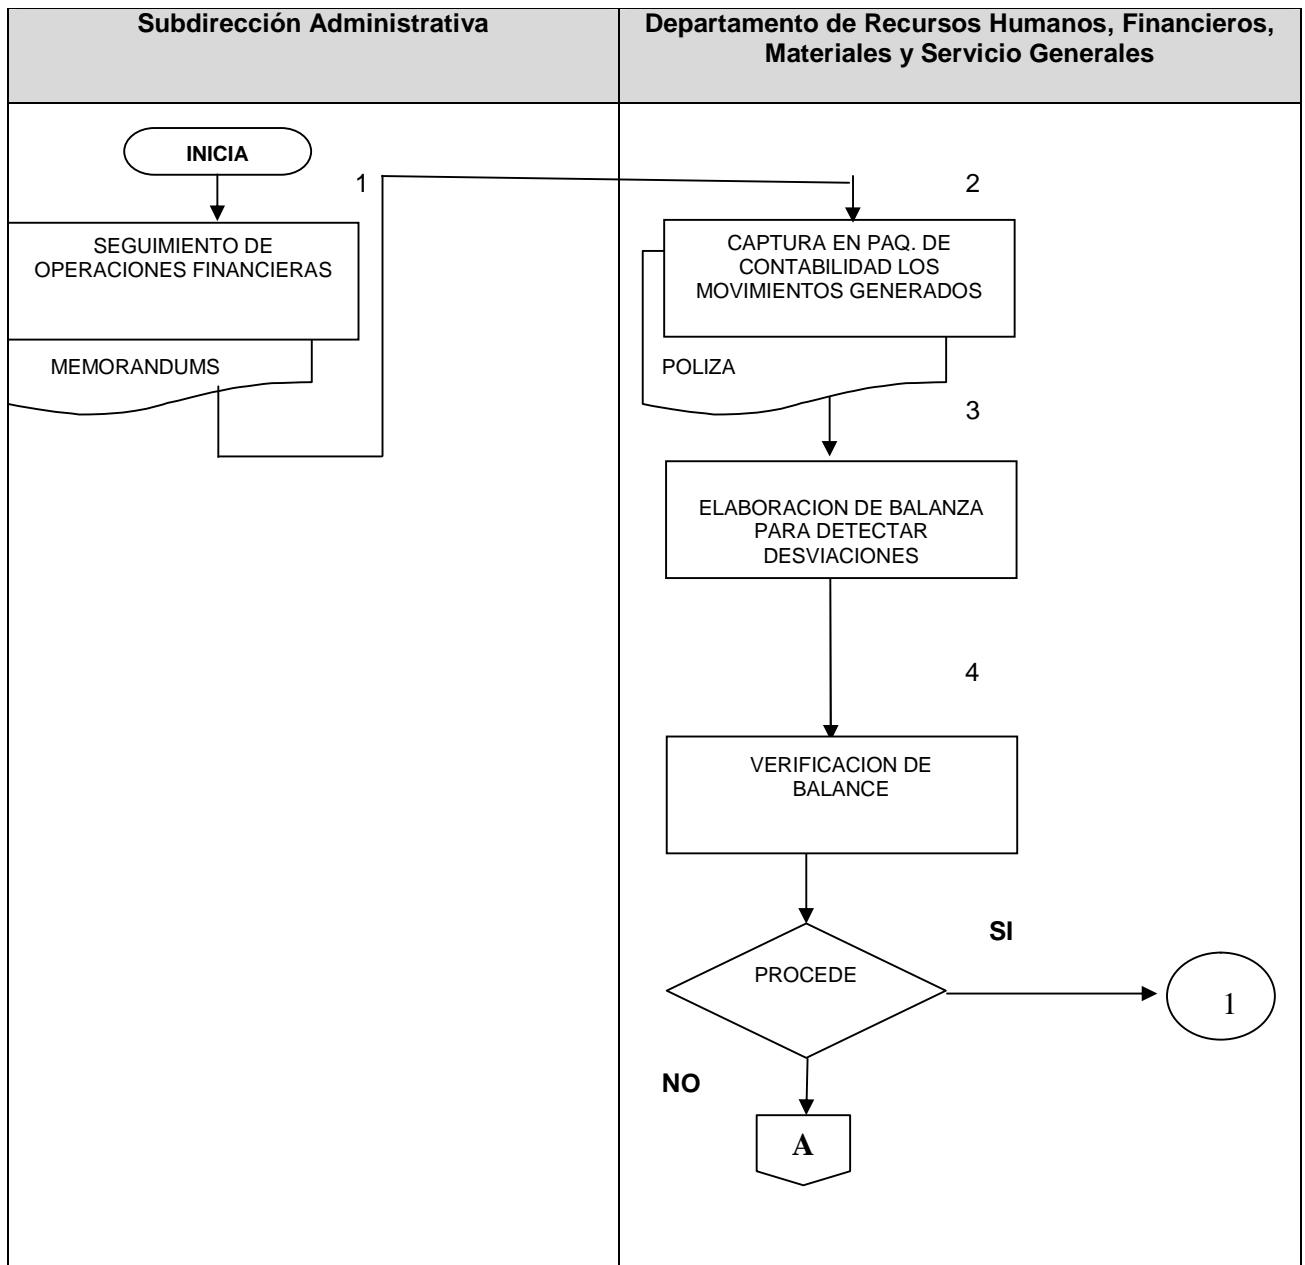 Subdirección Administrativa
Departamento de Recursos Humanos, Financieros,
Materiales y Servicio Generales
INICIA
1
SEGUIMIENTO DE
OPERACIONES FINANCIERAS
MEMORANDUMS
2
CAPTURA EN PAQ. DE
CONTABILIDAD LOS
MOVIMIENTOS GENERADOS
POLIZA
3
ELABORACION DE BALANZA
PARA DETECTAR
DESVIACIONES
4
VERIFICACION DE
BALANCE
PROCEDE
SI
1
NO
A